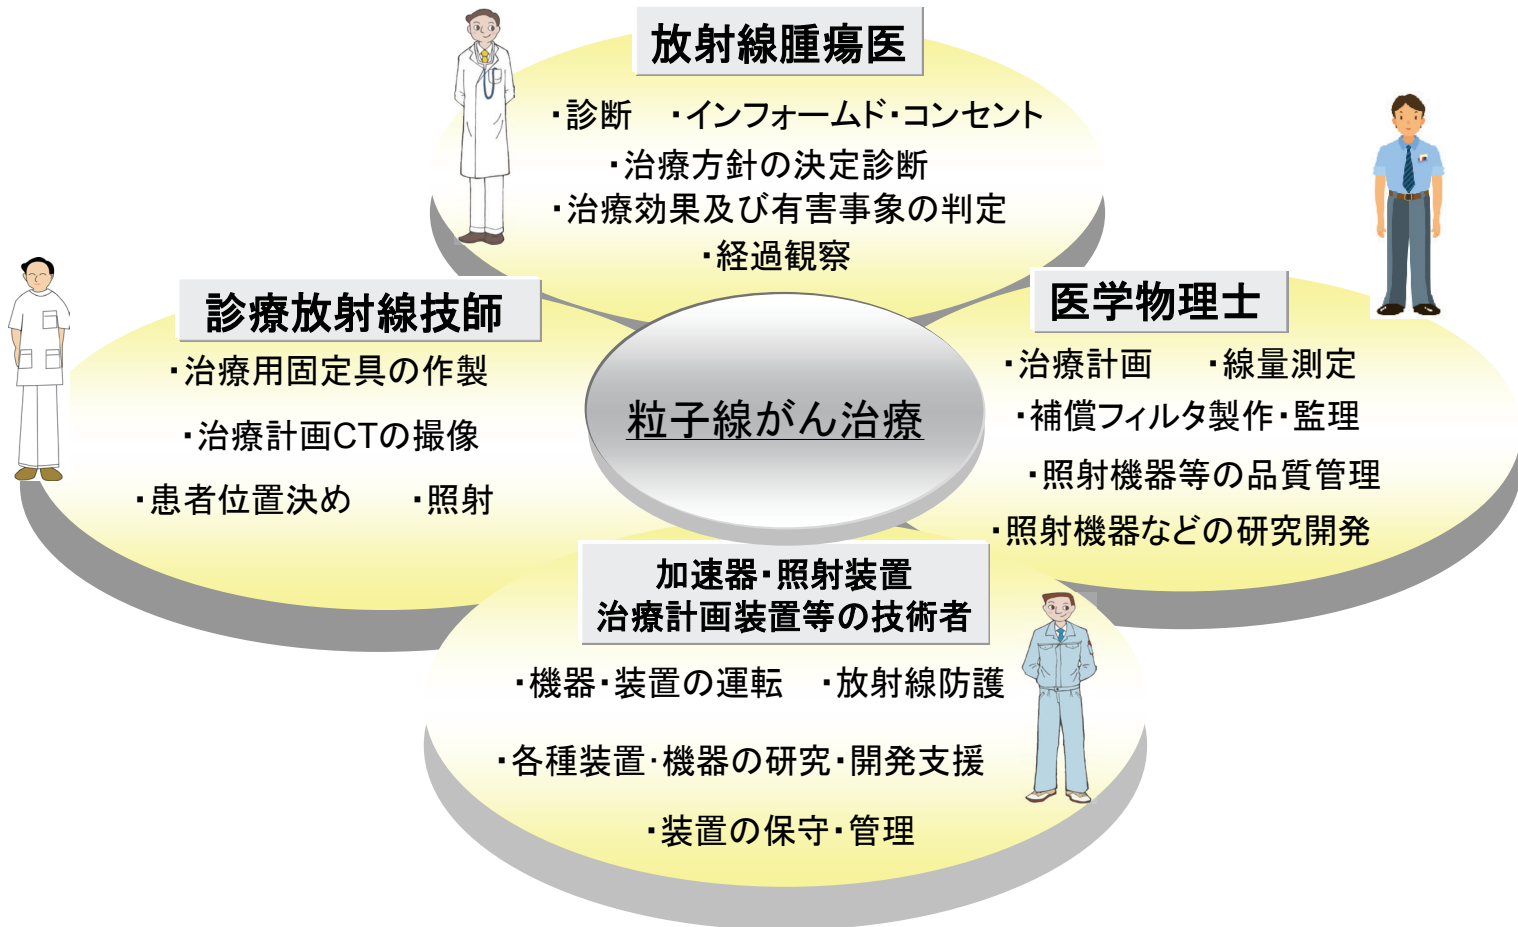 放射線腫瘍医
・診断　・インフォームド・コンセント
・治療方針の決定診断
・治療効果及び有害事象の判定
・経過観察
診療放射線技師
・治療用固定具の作製
・治療計画CTの撮像
・患者位置決め　・照射
粒子線がん治療
医学物理士
・治療計画　・線量測定
・補償フィルタ製作・監理
・照射機器等の品質管理
・照射機器などの研究開発
加速器・照射装置
治療計画装置等の技術者
・機器・装置の運転　・放射線防護
・各種装置・機器の研究・開発支援
・装置の保守・管理